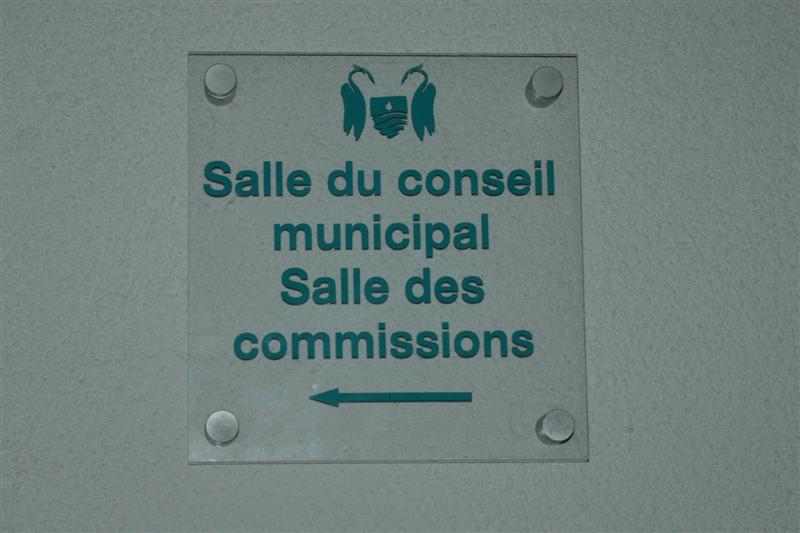 Salle du conseil
municipal
Salle des
commissions